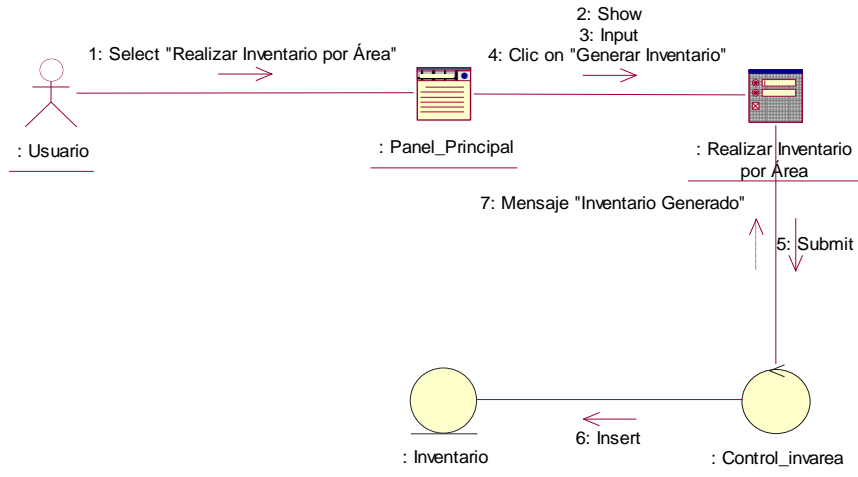 2: Show
3: Input
1: Select "Realizar Inventario por Área"
4: Clic on "Generar Inventario"
: Usuario
: Panel_Principal
: Realizar Inventario
por Área
7: Mensaje "Inventario Generado"
5: Submit
6: Insert
: Inventario
: Control_invarea